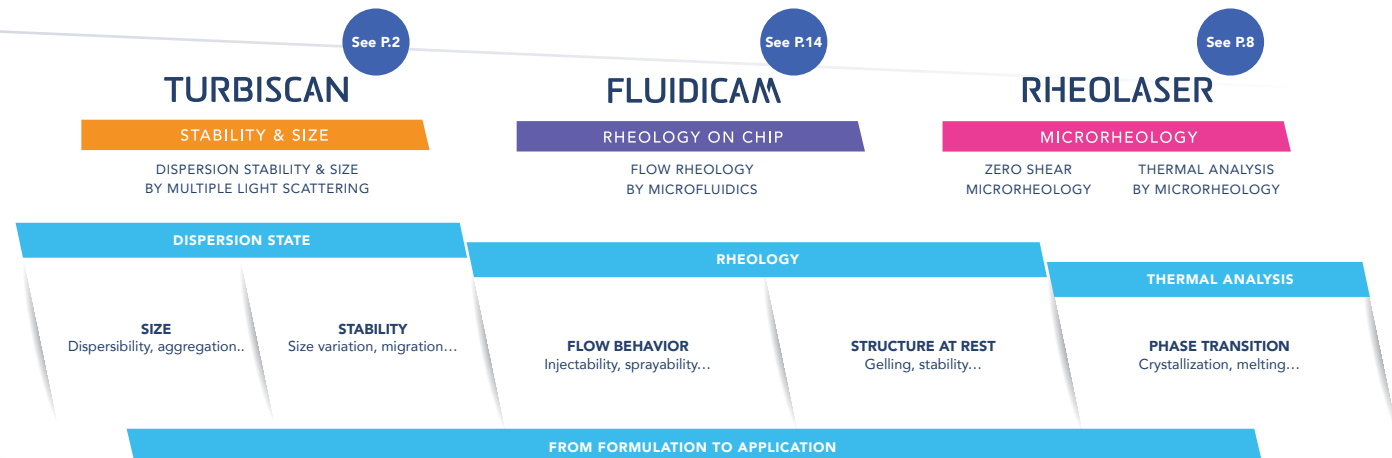 See P.2
See P.14
See P.8
TURBISCAN
FLUIDICAM
RHEOLASER
STABILITY & SIZE
RHEOLOGY ON CHIP
MICRORHEOLOGY
DISPERSION STABILITY & SIZE
BY MULTIPLE LIGHT SCATTERING
FLOW RHEOLOGY
BY MICROFLUIDICS
ZERO SHEAR
MICRORHEOLOGY
THERMAL ANALYSIS
BY MICRORHEOLOGY
DISPERSION STATE
RHEOLOGY
THERMAL ANALYSIS
SIZE
Dispersibility, aggregation..
STABILITY
Size variation, migration…
FLOW BEHAVIOR
Injectability, sprayability…
STRUCTURE AT REST
Gelling, stability…
PHASE TRANSITION
Crystallization, melting…
FROM FORMULATION TO APPLICATION